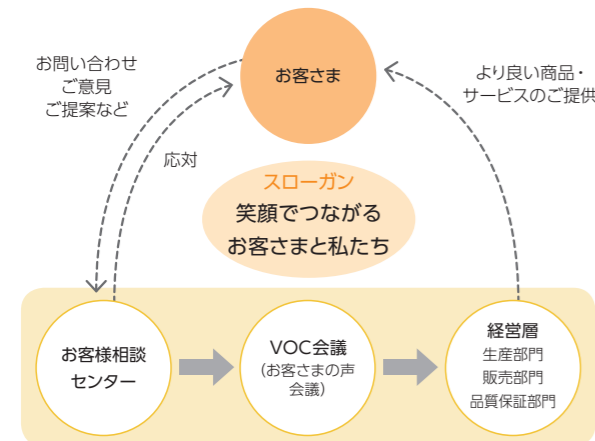 お客さま
お問い合わせ
ご意見
ご提案など
応対
より良い商品・
サービスのご提供
スローガン
笑顔でつながる
お客さまと私たち
お客様相談
センター
VOC会議
(お客さまの声
会議)
経営層
生産部門
販売部門
品質保証部門